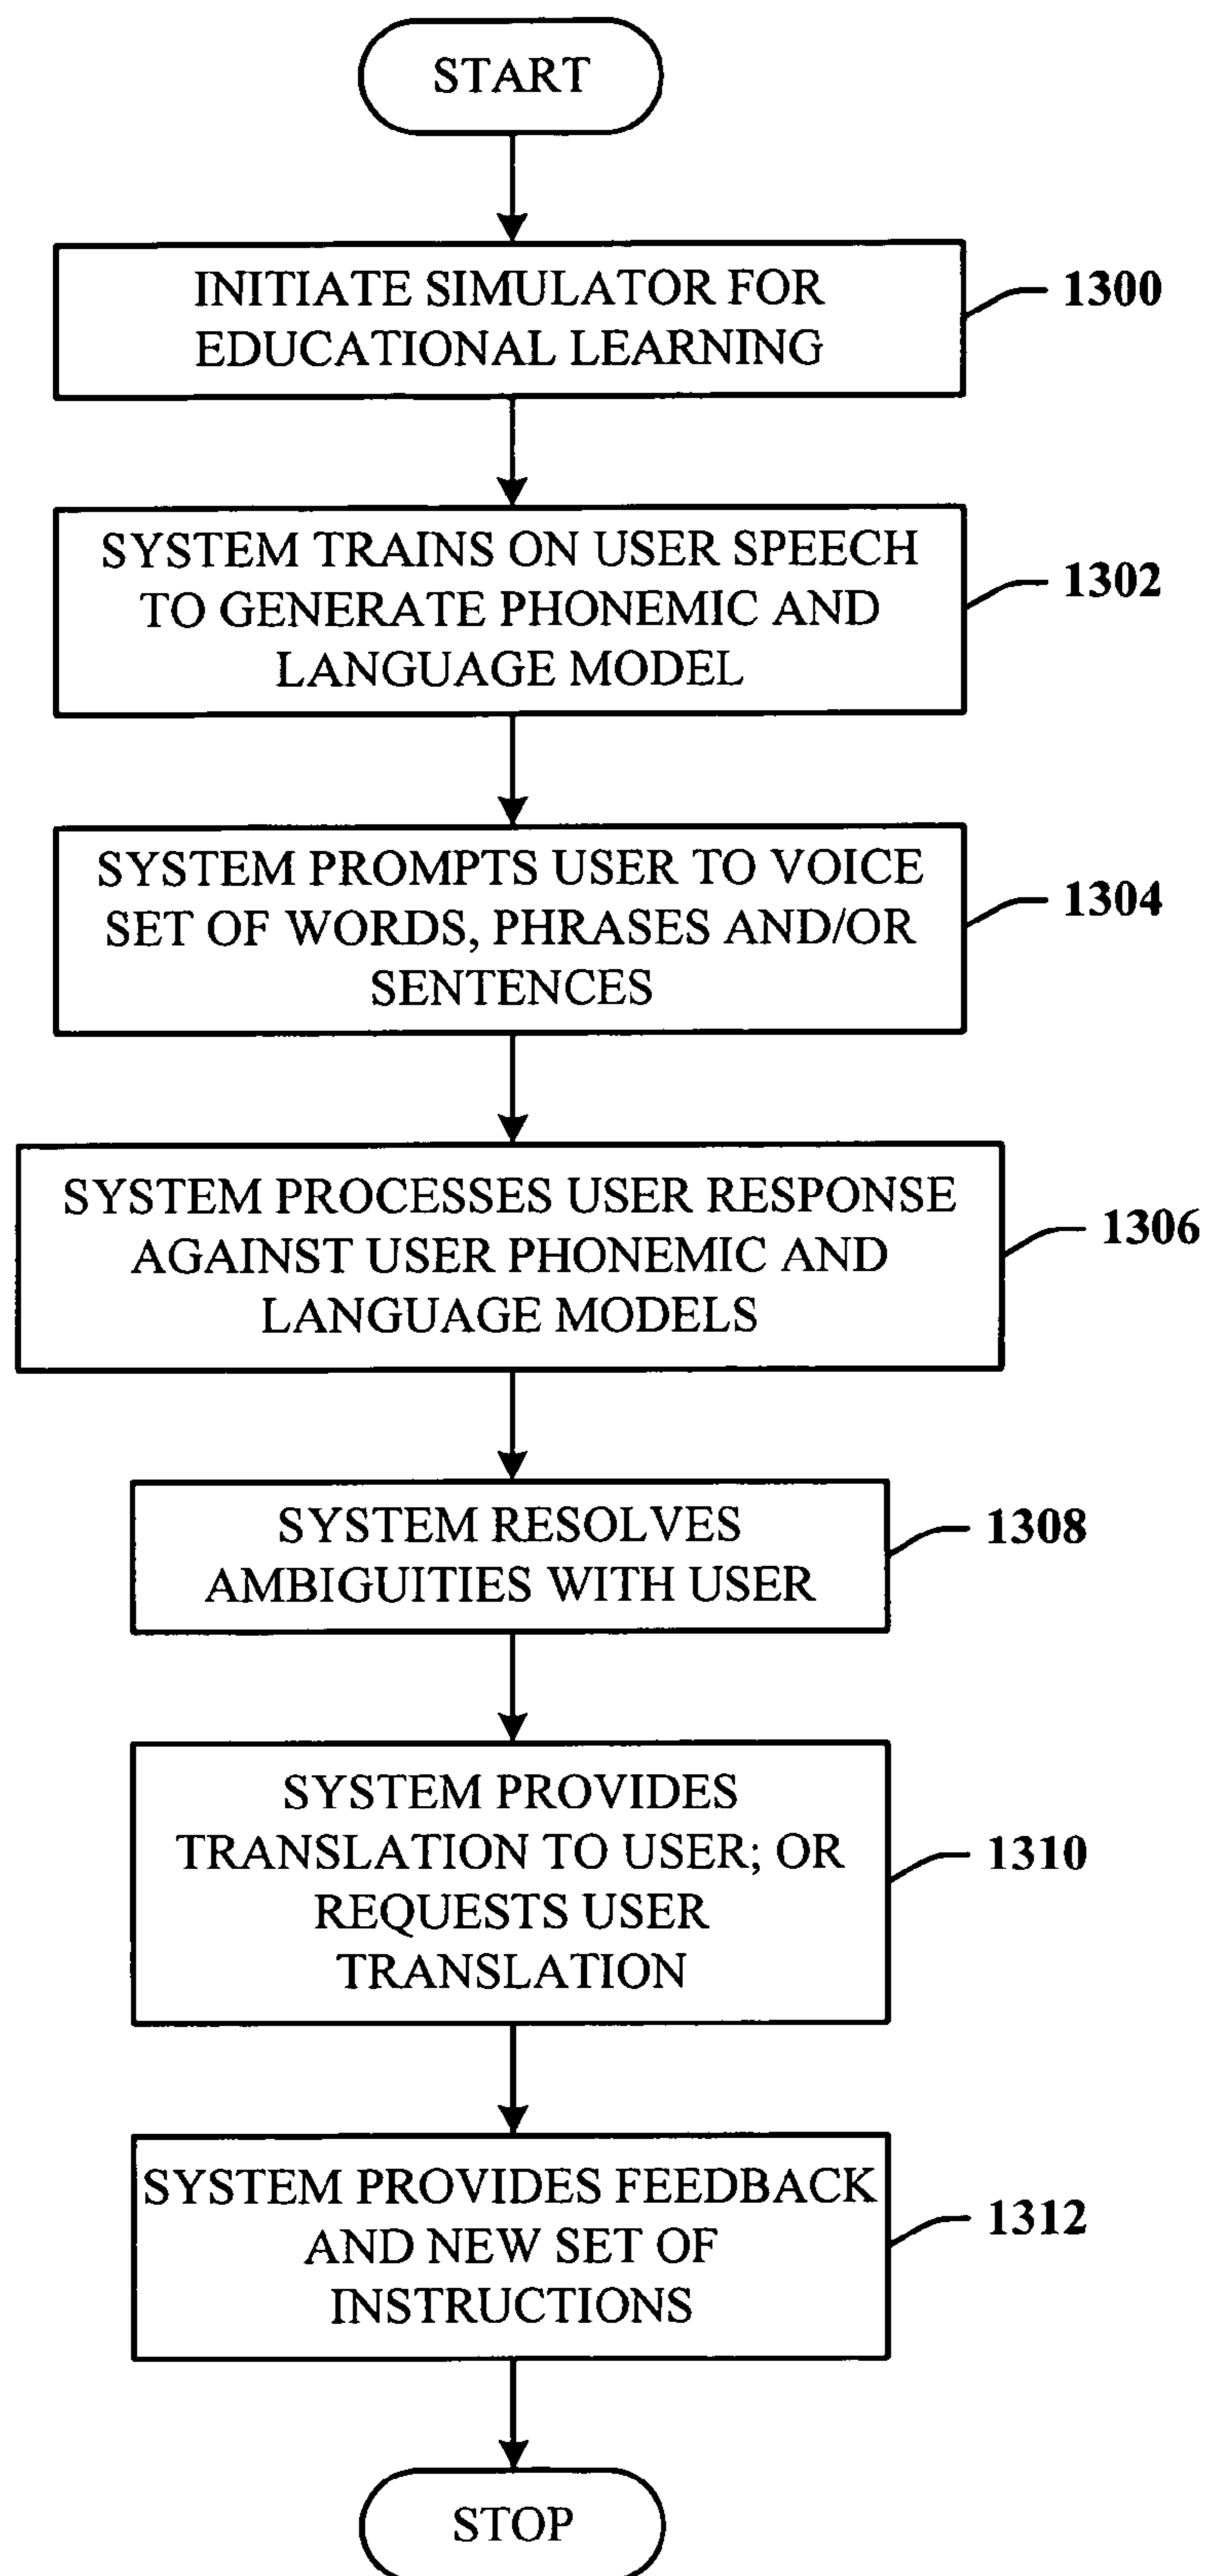 START
INITIATE SIMULATOR FOR
EDUCATIONAL LEARNING
1300
SYSTEM TRAINS ON USER SPEECH
TO GENERATE PHONEMIC AND
LANGUAGE MODEL
1302
SYSTEM PROMPTS USER TO VOICE
SET OF WORDS, PHRASES AND/OR
SENTENCES
1304
SYSTEM PROCESSES USER RESPONSE
AGAINST USER PHONEMIC AND
LANGUAGE MODELS
1306
SYSTEM RESOLVES
AMBIGUITIES WITH USER
1308
SYSTEM PROVIDES
TRANSLATION TO USER; OR
REQUESTS USER
TRANSLATION
1310
SYSTEM PROVIDES FEEDBACK
AND NEW SET OF
INSTRUCTIONS
1312
STOP